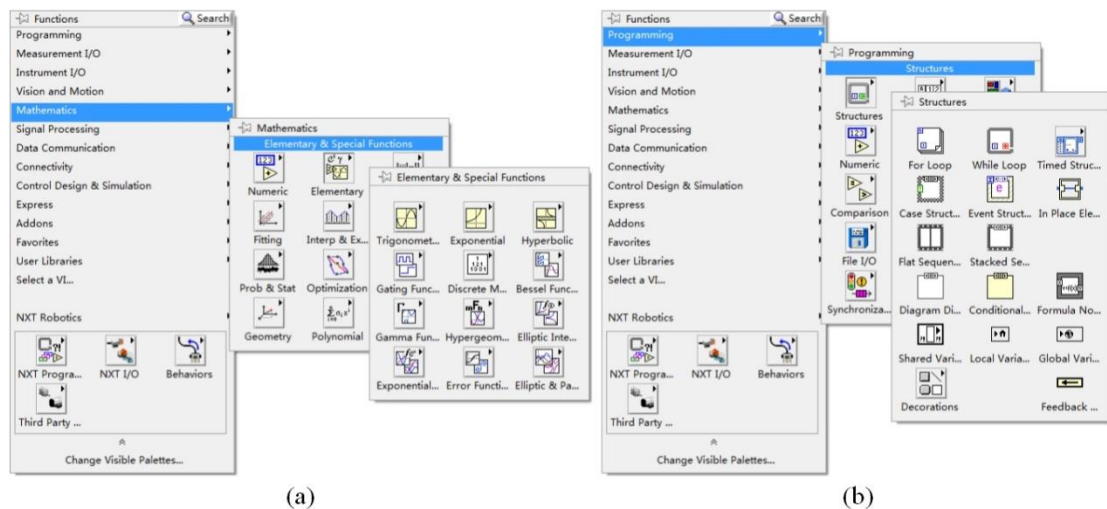 Functions
Search
Programming
Measurement I/O
Instrument I/O
Vision and Motion
Mathematics
Signal Processing
Data Communication
Connectivity
Control Design & Simulation
Express
Addons
Favorites
User Libraries
Select a VI...
NXT Robotics
NXT Progra... NXT I/O Behaviors
Third Party ...
Change Visible Palettes...
Mathematics
Elementary & Special Functions
Numeric Elementary
Fitting Interp & Ex...
Prob & Stat Optimization
Geometry Polynomial
Elementary & Special Functions
Trigonomet... Exponential Hyperbolic
Gating Func... Discrete M... Bessel Func...
Gamma Fun... Hypergeom... Elliptic Inte...
Exponential... Error Functi... Elliptic & Pa...
(a)
Functions
Search
Programming
Measurement I/O
Instrument I/O
Vision and Motion
Mathematics
Signal Processing
Data Communication
Connectivity
Control Design & Simulation
Express
Addons
Favorites
User Libraries
Select a VI...
NXT Robotics
NXT Progra... NXT I/O Behaviors
Third Party ...
Change Visible Palettes...
Programming
Structures
Structures
Numeric
Comparison
File I/O
Synchroniza...
Structures
For Loop While Loop Timed Struc...
Case Struct... Event Struct... In Place Ele...
Flat Sequen... Stacked Se...
Diagram Di... Conditional... Formula No...
Shared Vari... Local Varia... Global Vari...
Decorations Feedback ...
(b)